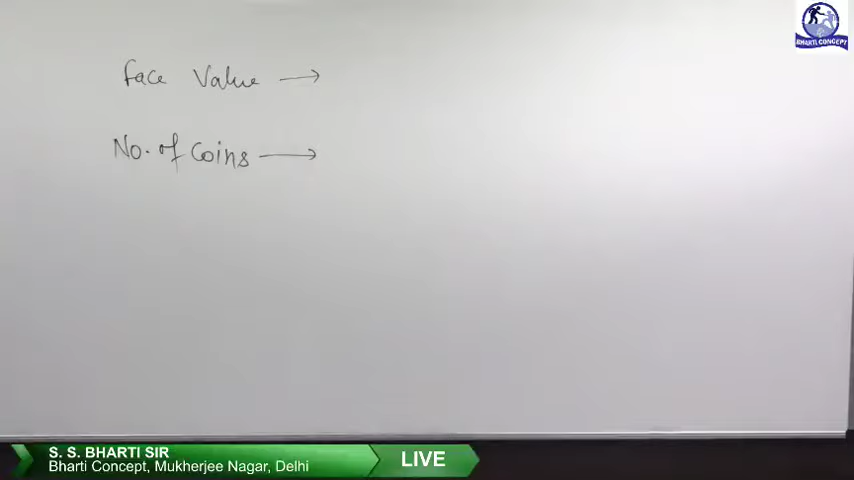 BHARTI CONCEPT
Face Value →
No. of Coins →
S. S. BHARTI SIR
Bharti Concept, Mukherjee Nagar, Delhi
LIVE